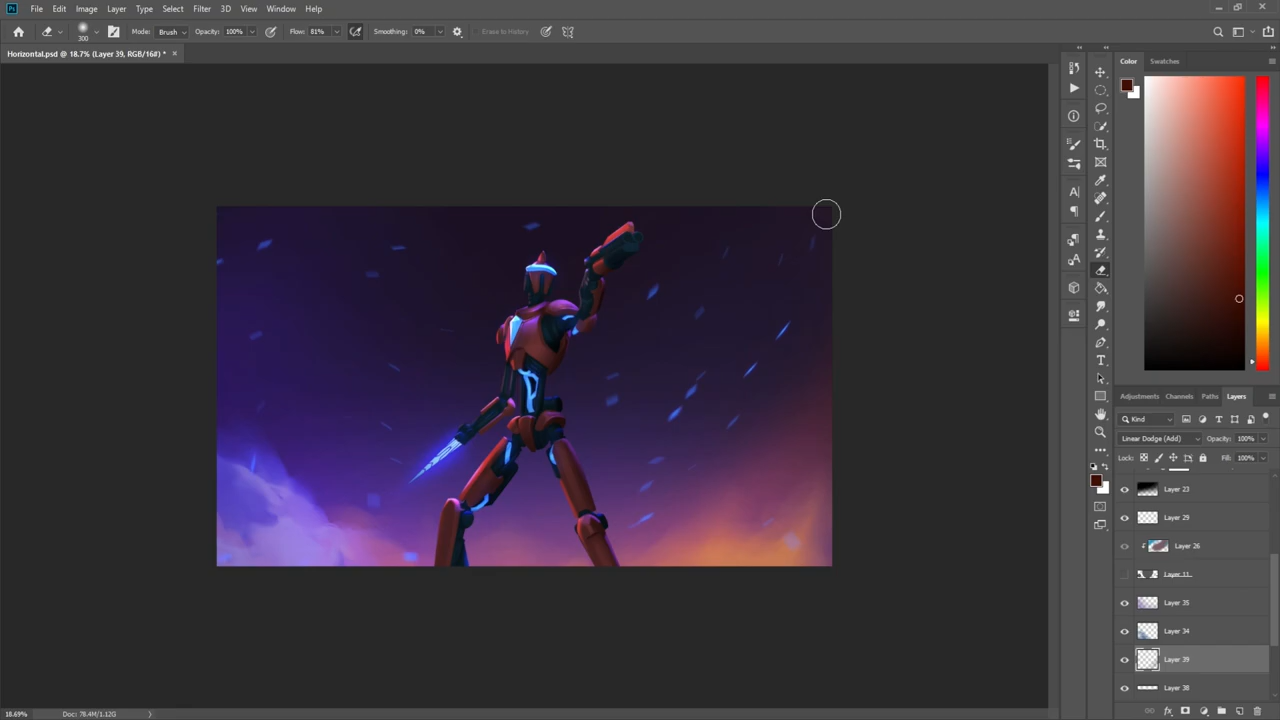 Ps File Edit Image Layer Type Select Filter 3D View Window Help
300 Mode: Brush Opacity: 100% Flow: 81% Smoothing: 0% Erase to History
Horizontal.psd @ 18.7% (Layer 39, RGB/16#) *
Color Swatches
Adjustments Channels Paths Layers
Kind
Linear Dodge (Add) Opacity: 100%
Lock: Fill: 100%
Layer 23
Layer 29
Layer 26
Layer 11
Layer 35
Layer 34
Layer 39
Layer 38
18.69% Doc: 78.4M/1.12G